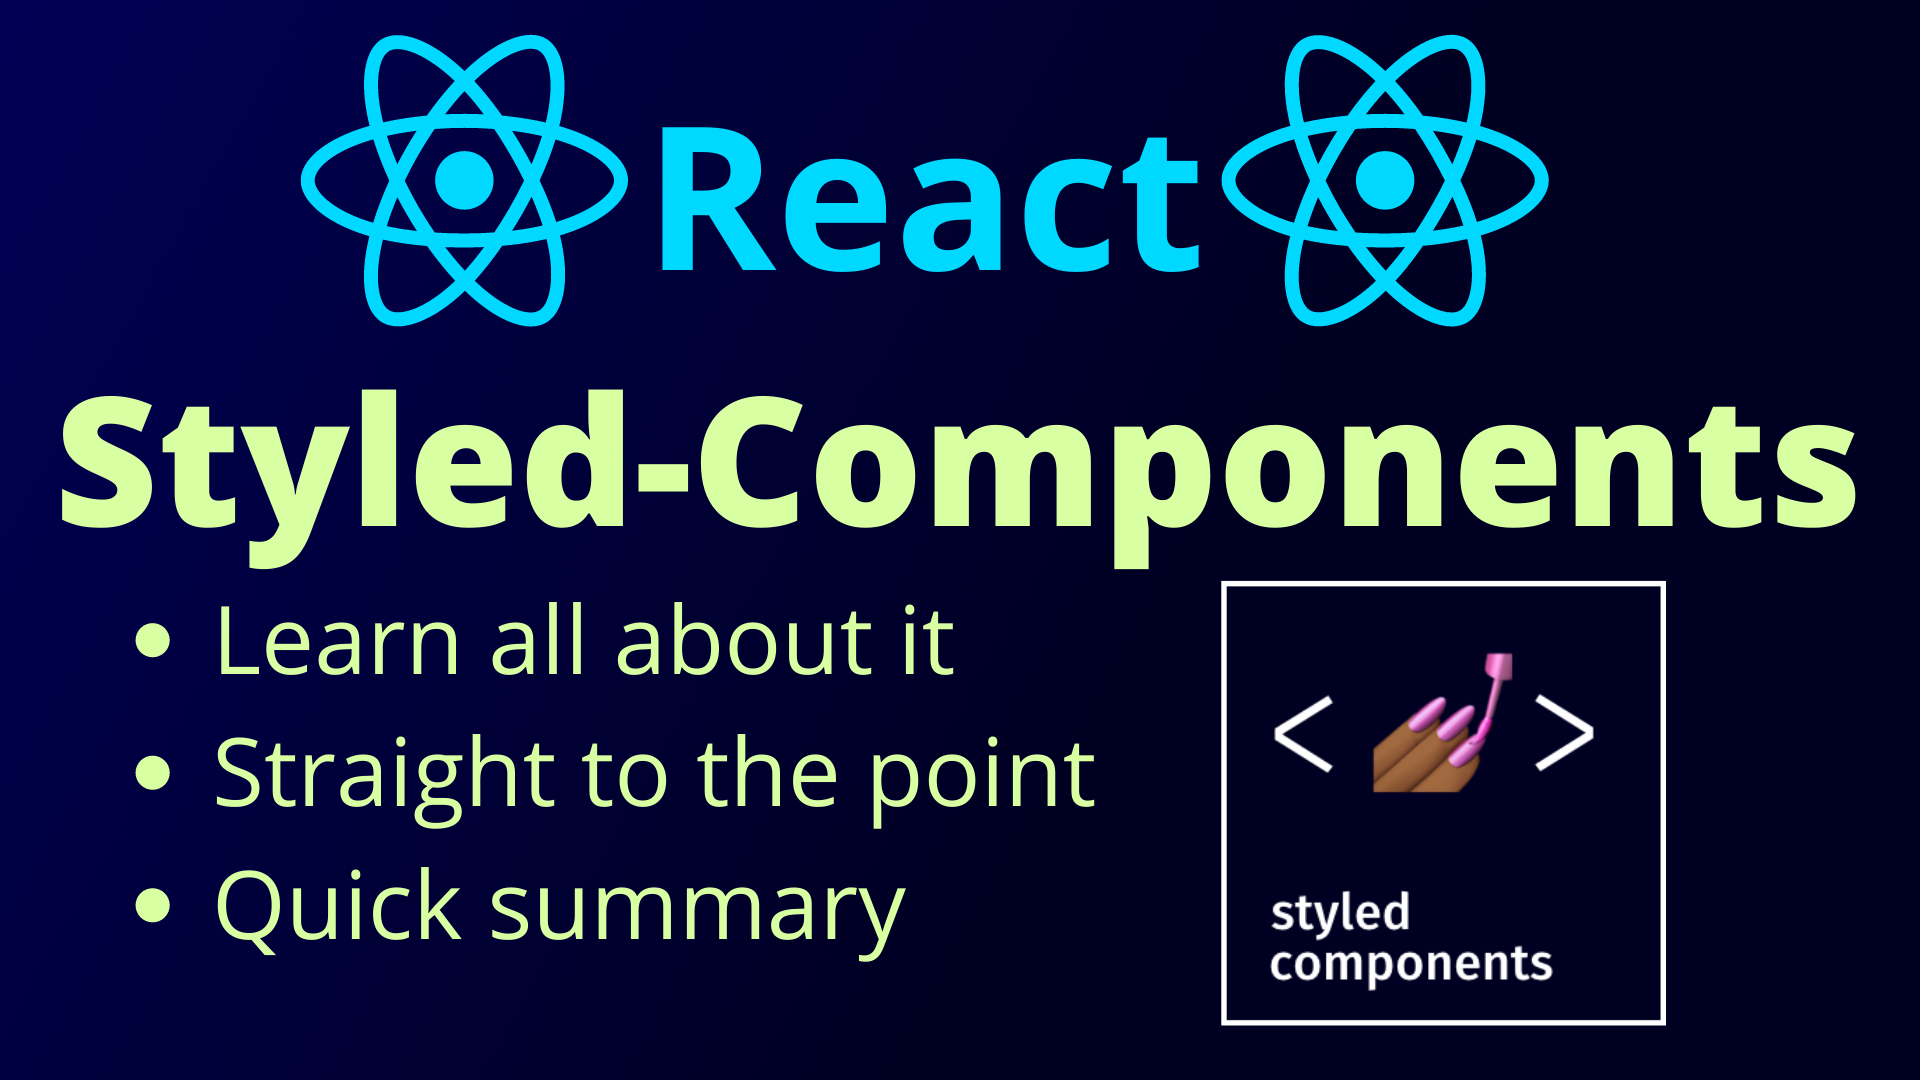 React
Styled-Components
• Learn all about it
• Straight to the point
• Quick summary
< >
styled
components